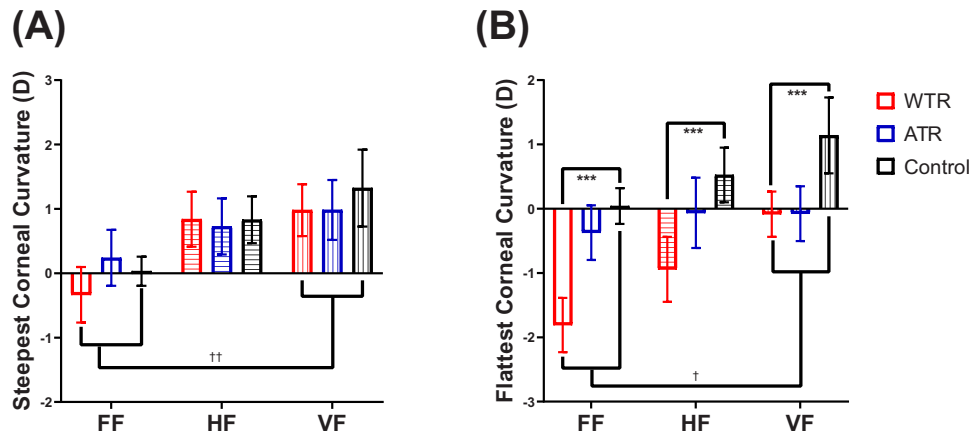 (A)
Steepest Corneal Curvature (D)
3
2
1
0
-1
-2
††
FF HF VF
(B)
Flattest Corneal Curvature (D)
2
1
0
-1
-2
-3
***
***
***
†
FF HF VF
WTR
ATR
Control